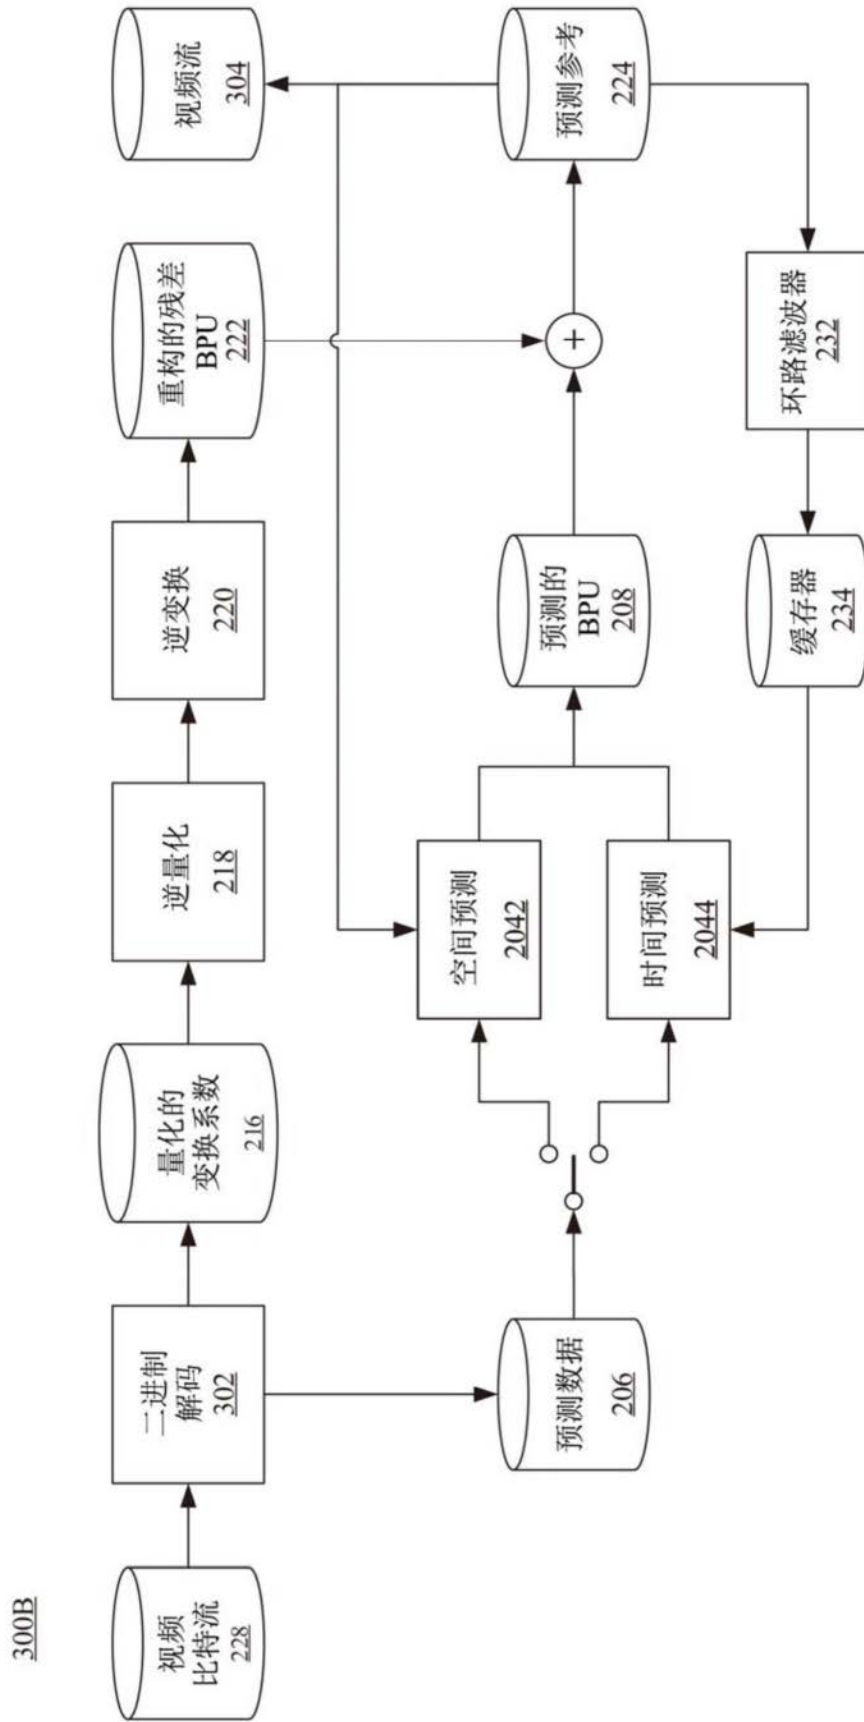 300B
视频
比特流
228
二进制
解码
302
量化的
变换系数
216
逆量化
218
逆变换
220
重构的残差
BPU
222
视频流
304
预测数据
206
空间预测
2042
时间预测
2044
预测的
BPU
208
+
预测参考
224
缓存器
234
环路滤波器
232